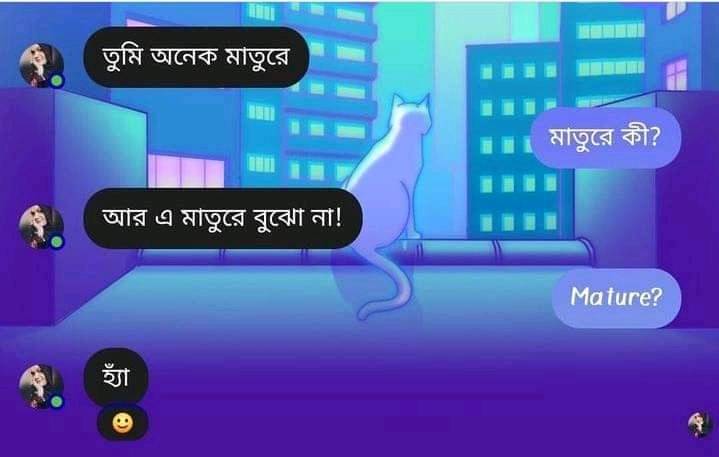 তুমি অনেক মাতুরে
মাতুরে কী?
আর এ মাতুরে বুঝো না!
Mature?
হ্যাঁ